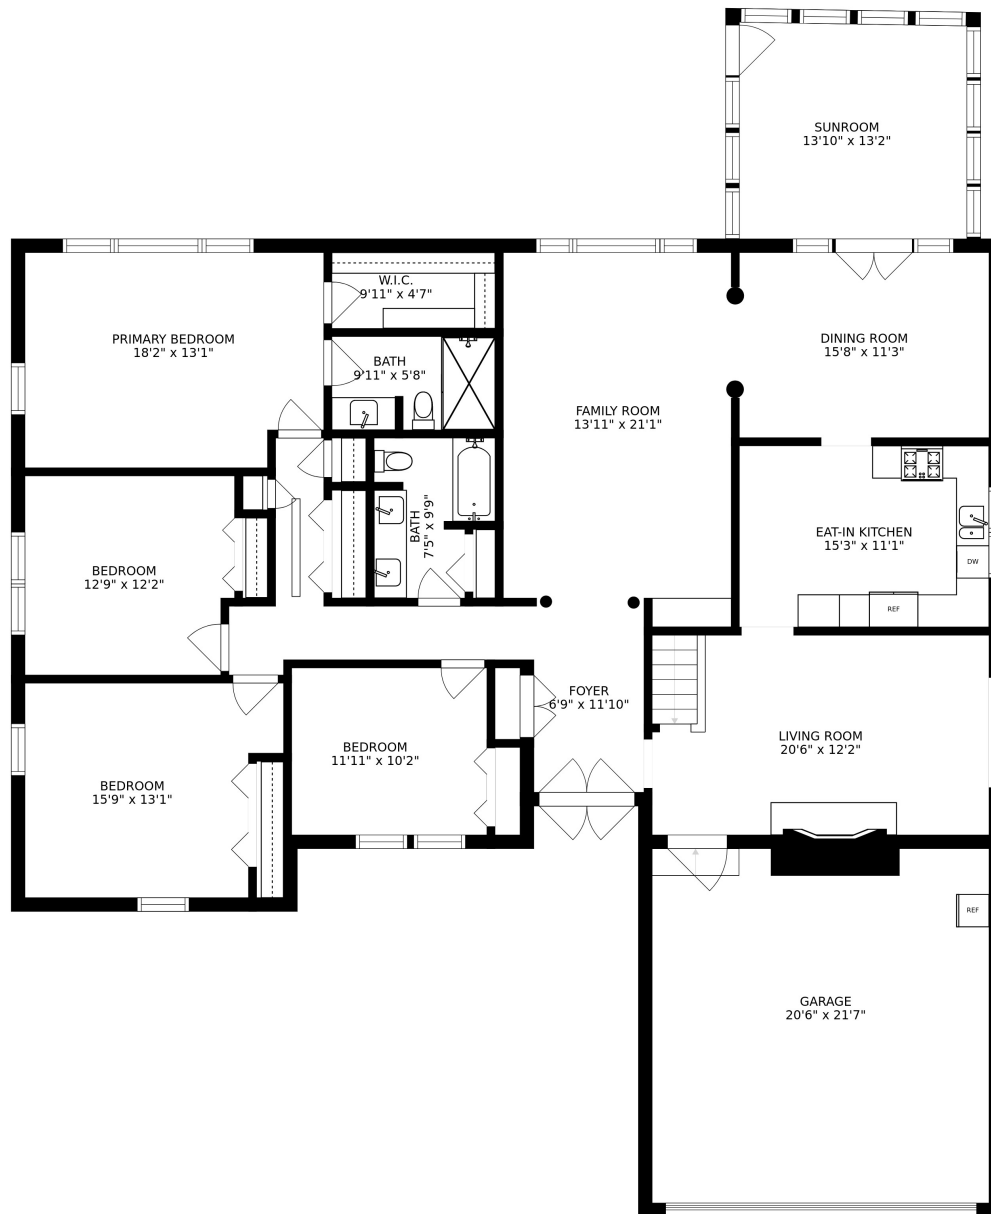 SUNROOM
13'10" x 13'2"
W.I.C.
9'11" x 4'7"
PRIMARY BEDROOM
18'2" x 13'1"
BATH
9'11" x 5'8"
DINING ROOM
15'8" x 11'3"
FAMILY ROOM
13'11" x 21'1"
BATH
7'5" x 9'9"
EAT-IN KITCHEN
15'3" x 11'1"
DW
REF
BEDROOM
12'9" x 12'2"
FOYER
6'9" x 11'10"
LIVING ROOM
20'6" x 12'2"
BEDROOM
11'11" x 10'2"
BEDROOM
15'9" x 13'1"
REF
GARAGE
20'6" x 21'7"